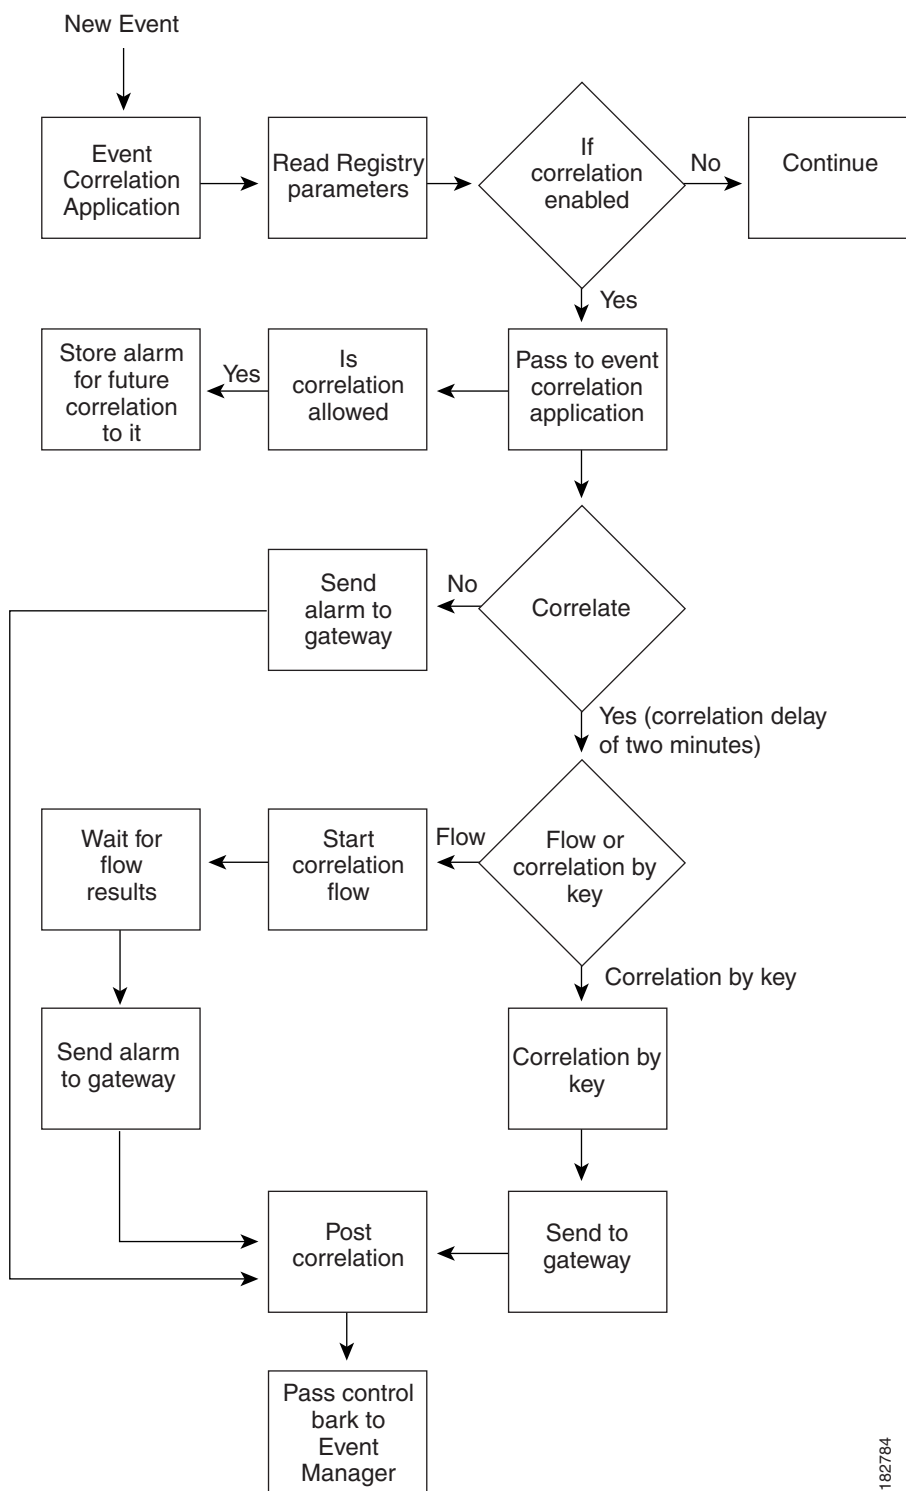 New Event
Event
Correlation
Application
Read Registry
parameters
If
correlation
enabled
No
Continue
Yes
Store alarm
for future
correlation
to it
Yes
Is
correlation
allowed
Pass to event
correlation
application
Send
alarm to
gateway
No
Correlate
Yes (correlation delay
of two minutes)
Wait for
flow
results
Start
correlation
flow
Flow
Flow or
correlation by
key
Correlation by key
Send alarm
to gateway
Correlation by
key
Post
correlation
Send to
gateway
Pass control
bark to
Event
Manager
182784